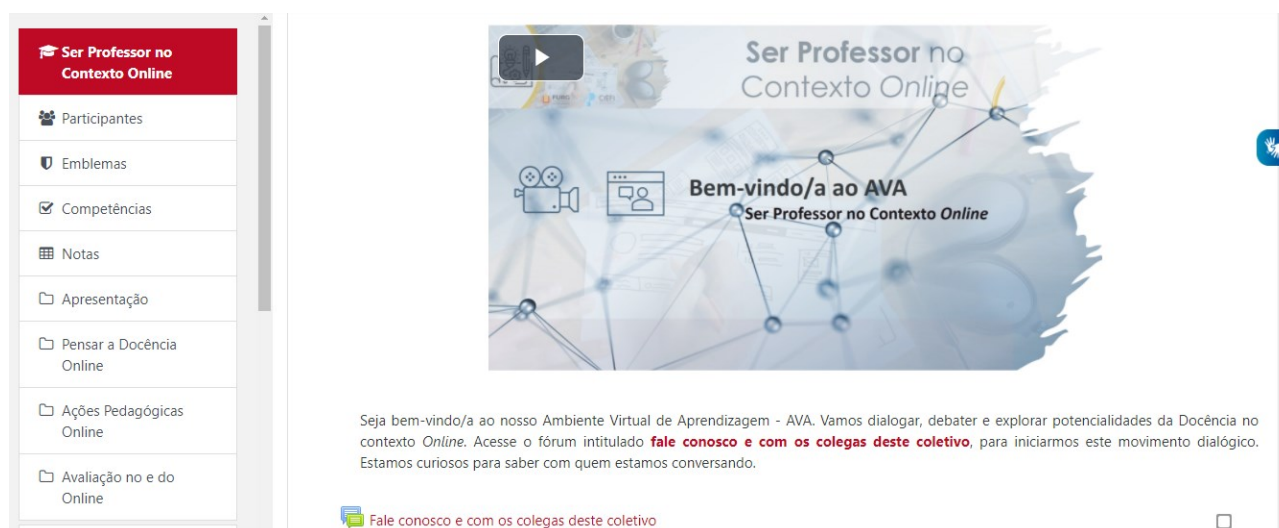 Ser Professor no
Contexto Online
Participantes
Emblemas
Competências
Notas
Apresentação
Pensar a Docência
Online
Ações Pedagógicas
Online
Avaliação no e do
Online
Ser Professor no
Contexto Online
Bem-vindo/a ao AVA
Ser Professor no Contexto Online
Seja bem-vindo/a ao nosso Ambiente Virtual de Aprendizagem - AVA. Vamos dialogar, debater e explorar potencialidades da Docência no
contexto Online. Acesse o fórum intitulado fale conosco e com os colegas deste coletivo, para iniciarmos este movimento dialógico.
Estamos curiosos para saber com quem estamos conversando.
Fale conosco e com os colegas deste coletivo